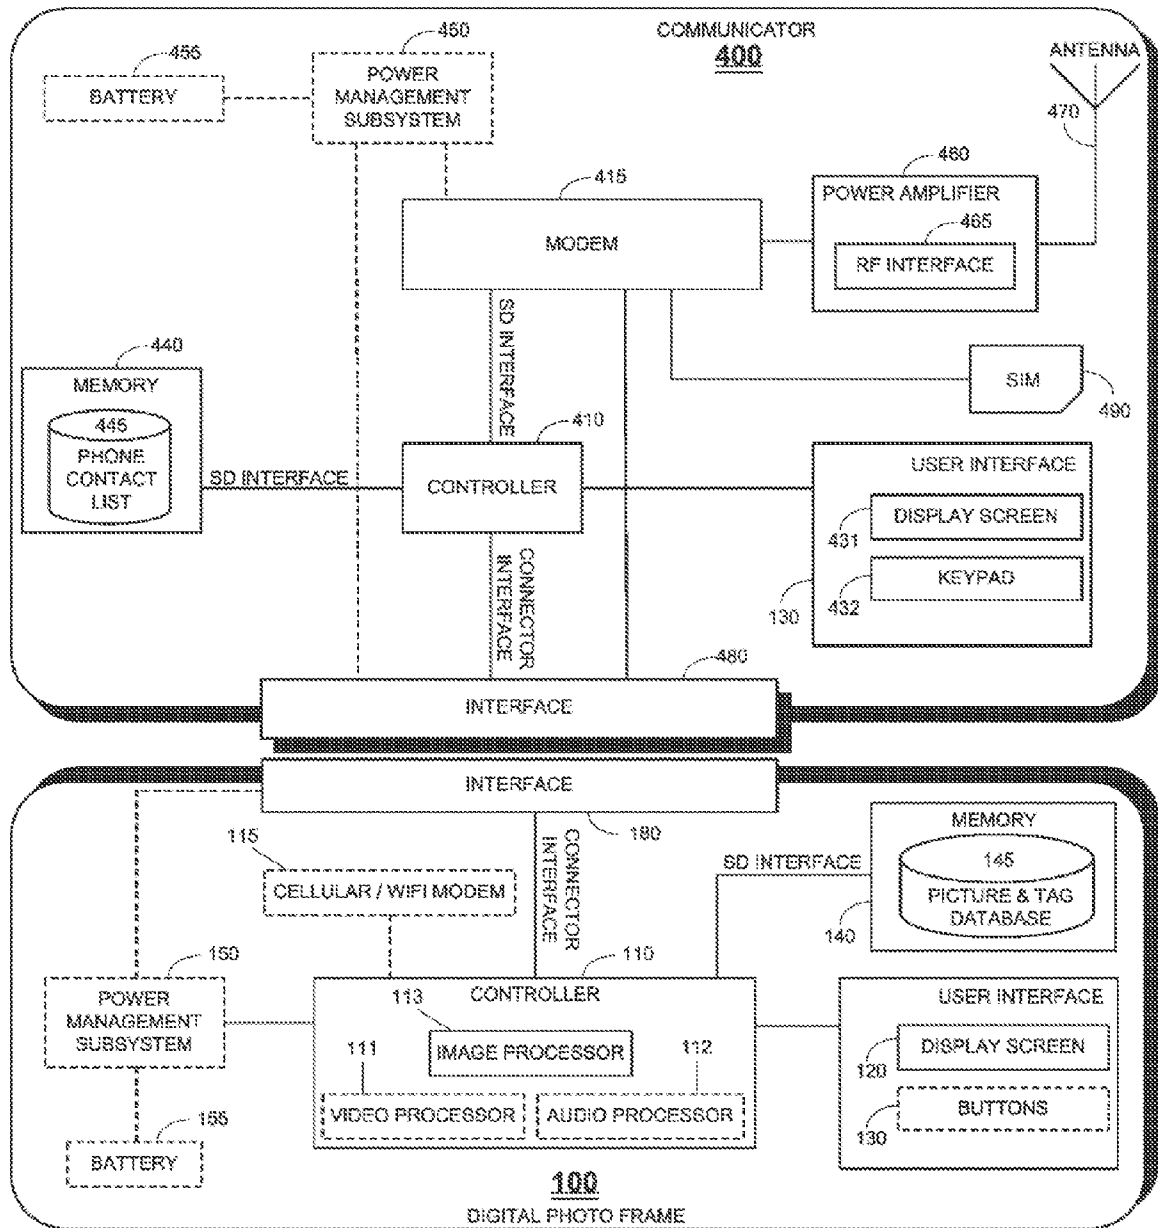 COMMUNICATOR
400
450
455
BATTERY
POWER
MANAGEMENT
SUBSYSTEM
ANTENNA
470
415
MODEM
460
POWER AMPLIFIER
465
RF INTERFACE
SD INTERFACE
440
MEMORY
445
PHONE
CONTACT
LIST
SD INTERFACE
410
CONTROLLER
SIM
490
USER INTERFACE
DISPLAY SCREEN
431
KEYPAD
432
130
CONNECTOR
INTERFACE
480
INTERFACE
INTERFACE
180
CONNECTOR
INTERFACE
115
CELLULAR / WIFI MODEM
SD INTERFACE
MEMORY
145
PICTURE & TAG
DATABASE
140
150
POWER
MANAGEMENT
SUBSYSTEM
110
CONTROLLER
113
IMAGE PROCESSOR
111
VIDEO PROCESSOR
112
AUDIO PROCESSOR
USER INTERFACE
DISPLAY SCREEN
120
BUTTONS
130
155
BATTERY
100
DIGITAL PHOTO FRAME